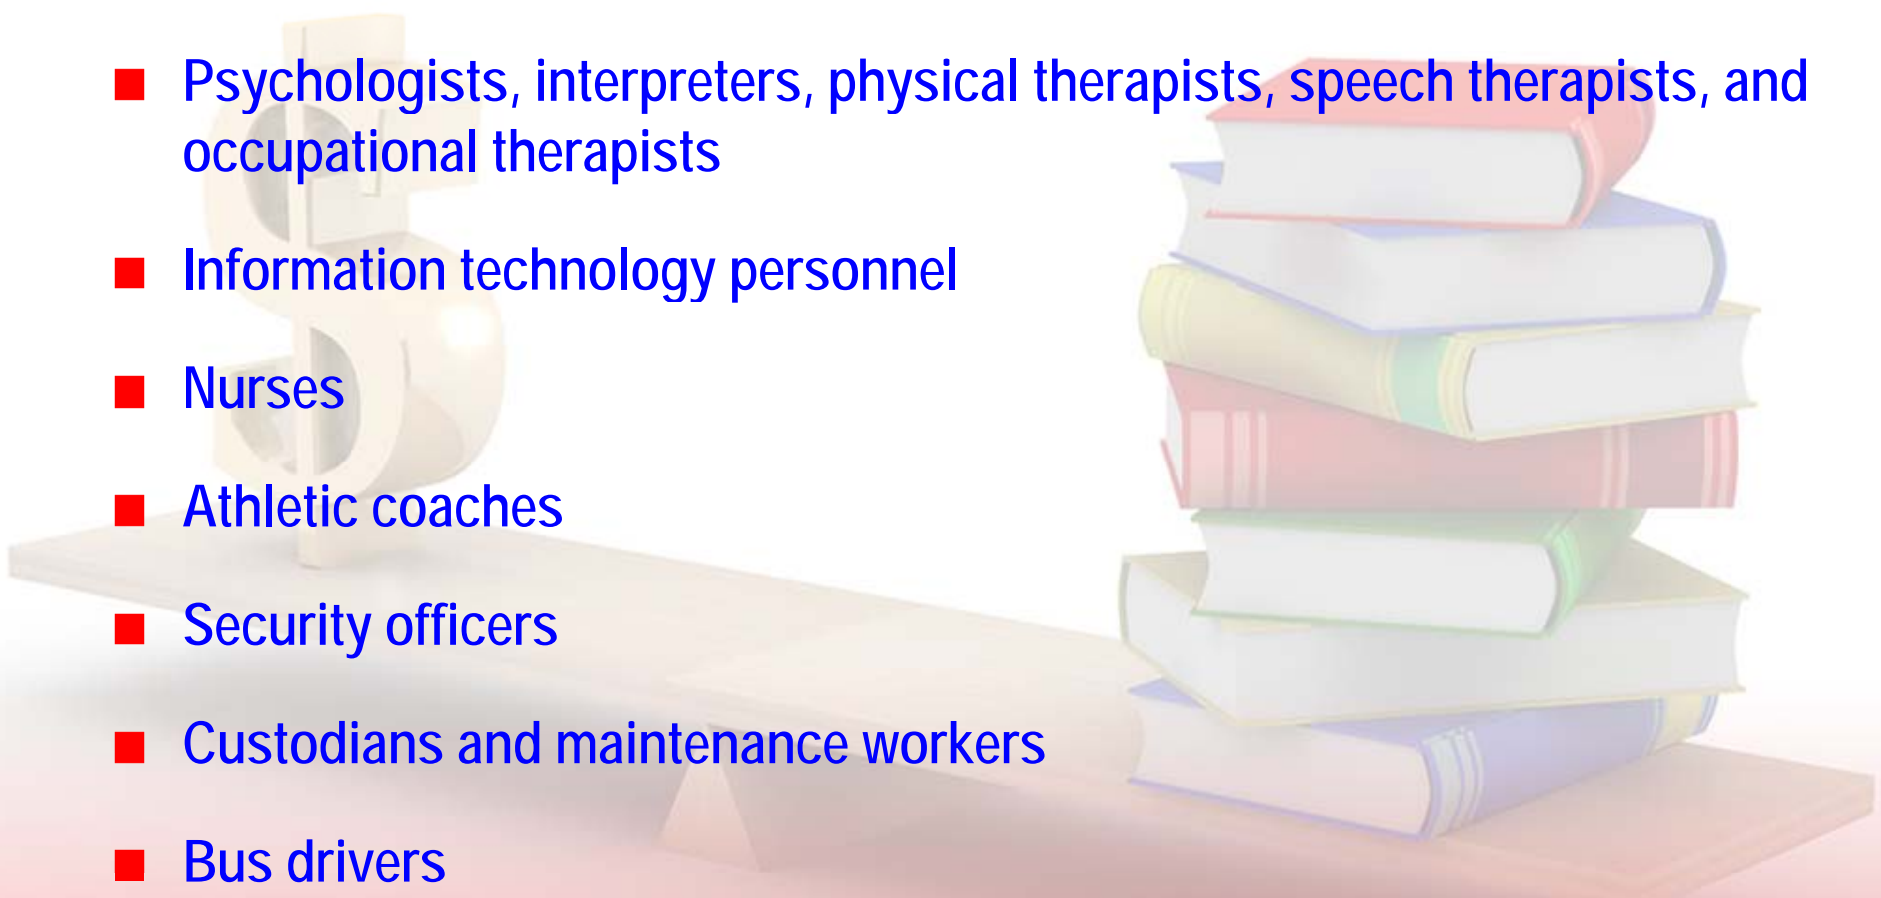 Psychologists, interpreters, physical therapists, speech therapists, and
occupational therapists
Information technology personnel
Nurses
Athletic coaches
Security officers
Custodians and maintenance workers
Bus drivers